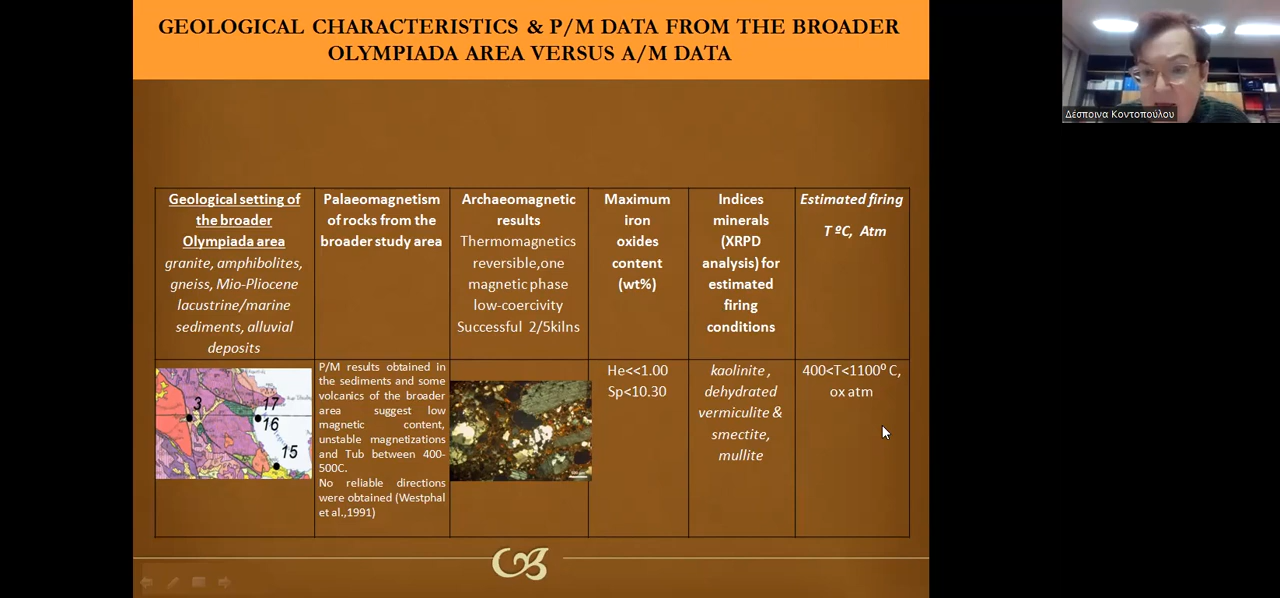 GEOLOGICAL CHARACTERISTICS & P/M DATA FROM THE BROADER
OLYMPIADA AREA VERSUS A/M DATA
Δέσποινα Κοντοπούλου
Geological setting of
the broader
Olympiada area
granite, amphibolites,
gneiss, Mio-Pliocene
lacustrine/marine
sediments, alluvial
deposits
Palaeomagnetism
of rocks from the
broader study area
Archaeomagnetic
results
Thermomagnetics
reversible,one
magnetic phase
low-coercivity
Successful 2/5kilns
Maximum
iron
oxides
content
(wt%)
Indices
minerals
(XRPD
analysis) for
estimated
firing
conditions
Estimated firing
T ºC, Atm
3
17
16
15
P/M results obtained in
the sediments and some
volcanics of the broader
area suggest low
magnetic content,
unstable magnetizations
and Tub between 400-
500C.
No reliable directions
were obtained (Westphal
et al.,1991)
He<<1.00
Sp<10.30
kaolinite ,
dehydrated
vermiculite &
smectite,
mullite
400<T<1100⁰ C,
ox atm